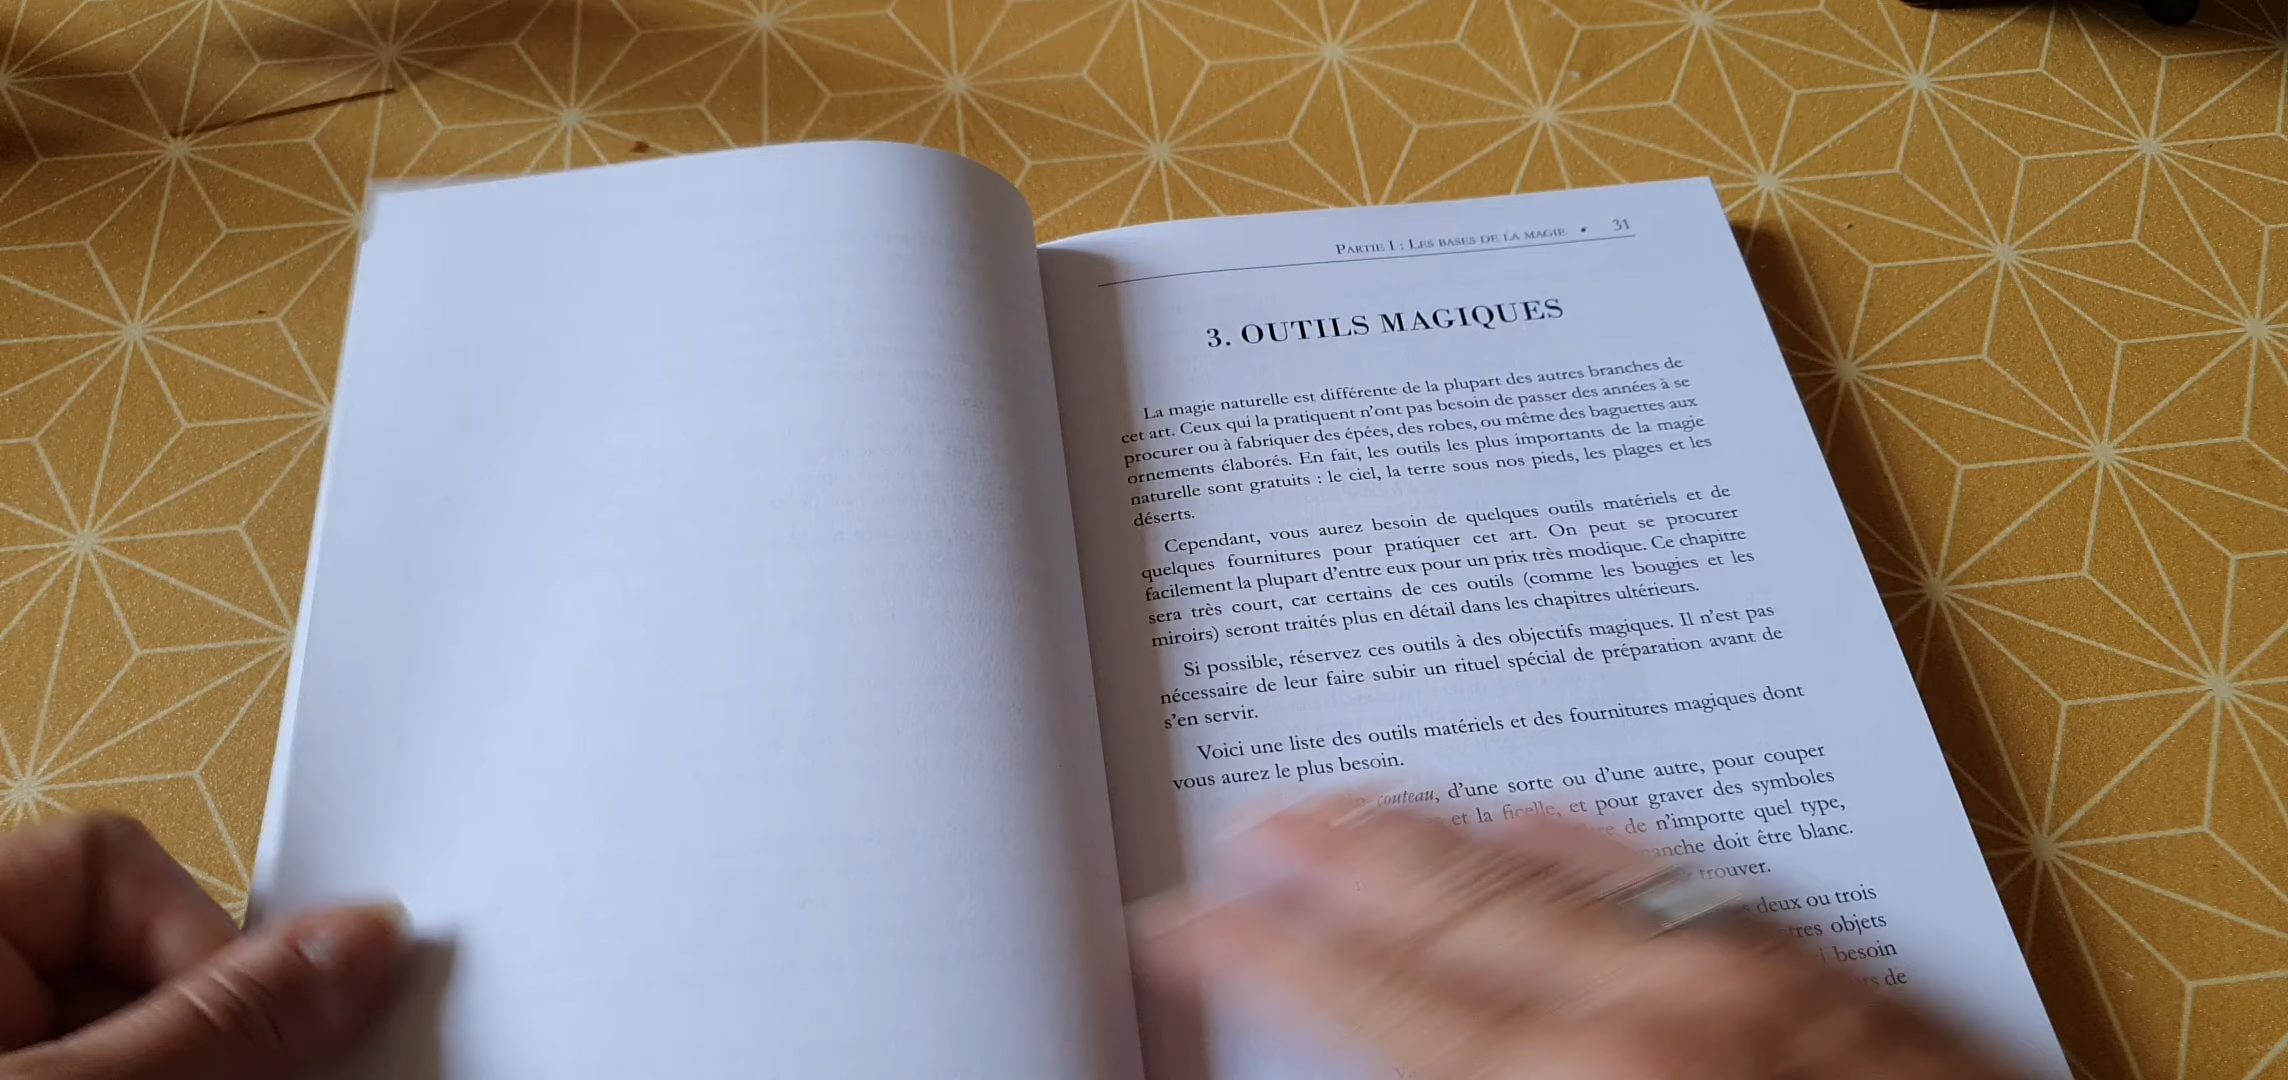 PARTIE I : LES BASES DE LA MAGIE • 31
3. OUTILS MAGIQUES
La magie naturelle est différente de la plupart des autres branches de
cet art. Ceux qui la pratiquent n'ont pas besoin de passer des années à se
procurer ou à fabriquer des épées, des robes, ou même des baguettes aux
ornements élaborés. En fait, les outils les plus importants de la magie
naturelle sont gratuits : le ciel, la terre sous nos pieds, les plages et les
déserts.
Cependant, vous aurez besoin de quelques outils matériels et de
quelques fournitures pour pratiquer cet art. On peut se procurer
facilement la plupart d'entre eux pour un prix très modique. Ce chapitre
sera très court, car certains de ces outils (comme les bougies et les
miroirs) seront traités plus en détail dans les chapitres ultérieurs.
Si possible, réservez ces outils à des objectifs magiques. Il n'est pas
nécessaire de leur faire subir un rituel spécial de préparation avant de
s'en servir.
Voici une liste des outils matériels et des fournitures magiques dont
vous aurez le plus besoin.
couteau, d'une sorte ou d'une autre, pour couper
et la ficelle, et pour graver des symboles
de n'importe quel type,
doit être blanc.
trouver.
deux ou trois
objets
besoin
de